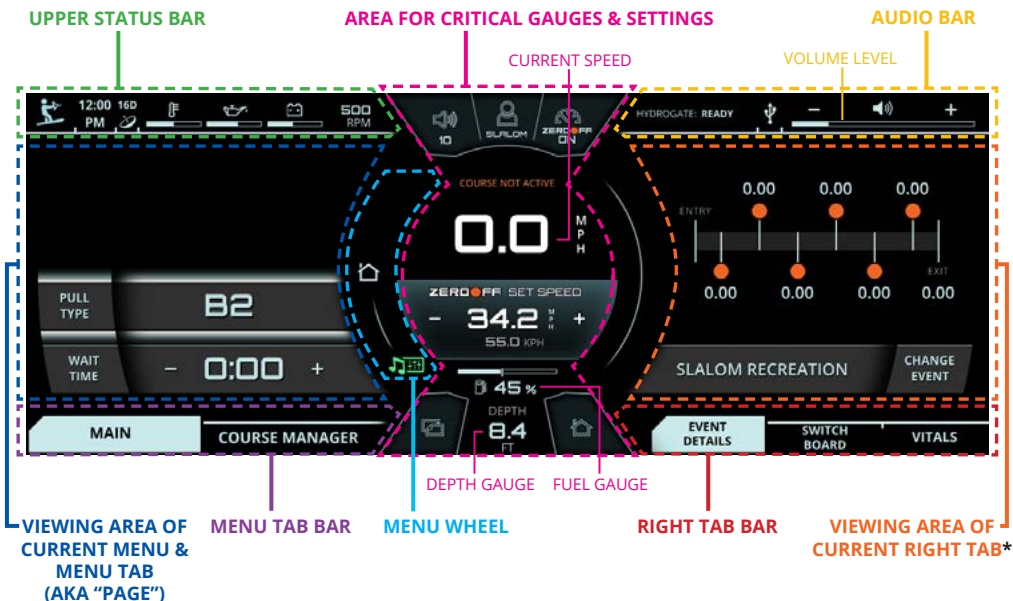 UPPER STATUS BAR
AREA FOR CRITICAL GAUGES & SETTINGS
AUDIO BAR
CURRENT SPEED
VOLUME LEVEL
12:00 16D
PM
500
RPM
10
SLALOM
ZEROOFF
ON
HYDROGATE: READY
−
+
COURSE NOT ACTIVE
0.0
M
P
H
ZEROOFF SET SPEED
− 34.2 MPH +
55.0 KPH
45 %
DEPTH
8.4
FT
PULL
TYPE
B2
WAIT
TIME
− 0:00 +
MAIN
COURSE MANAGER
0.00 0.00 0.00
ENTRY
EXIT
0.00 0.00 0.00 0.00
SLALOM RECREATION
CHANGE
EVENT
EVENT
DETAILS
SWITCH
BOARD
VITALS
DEPTH GAUGE
FUEL GAUGE
VIEWING AREA OF
CURRENT MENU &
MENU TAB
(AKA “PAGE”)
MENU TAB BAR
MENU WHEEL
RIGHT TAB BAR
VIEWING AREA OF
CURRENT RIGHT TAB*